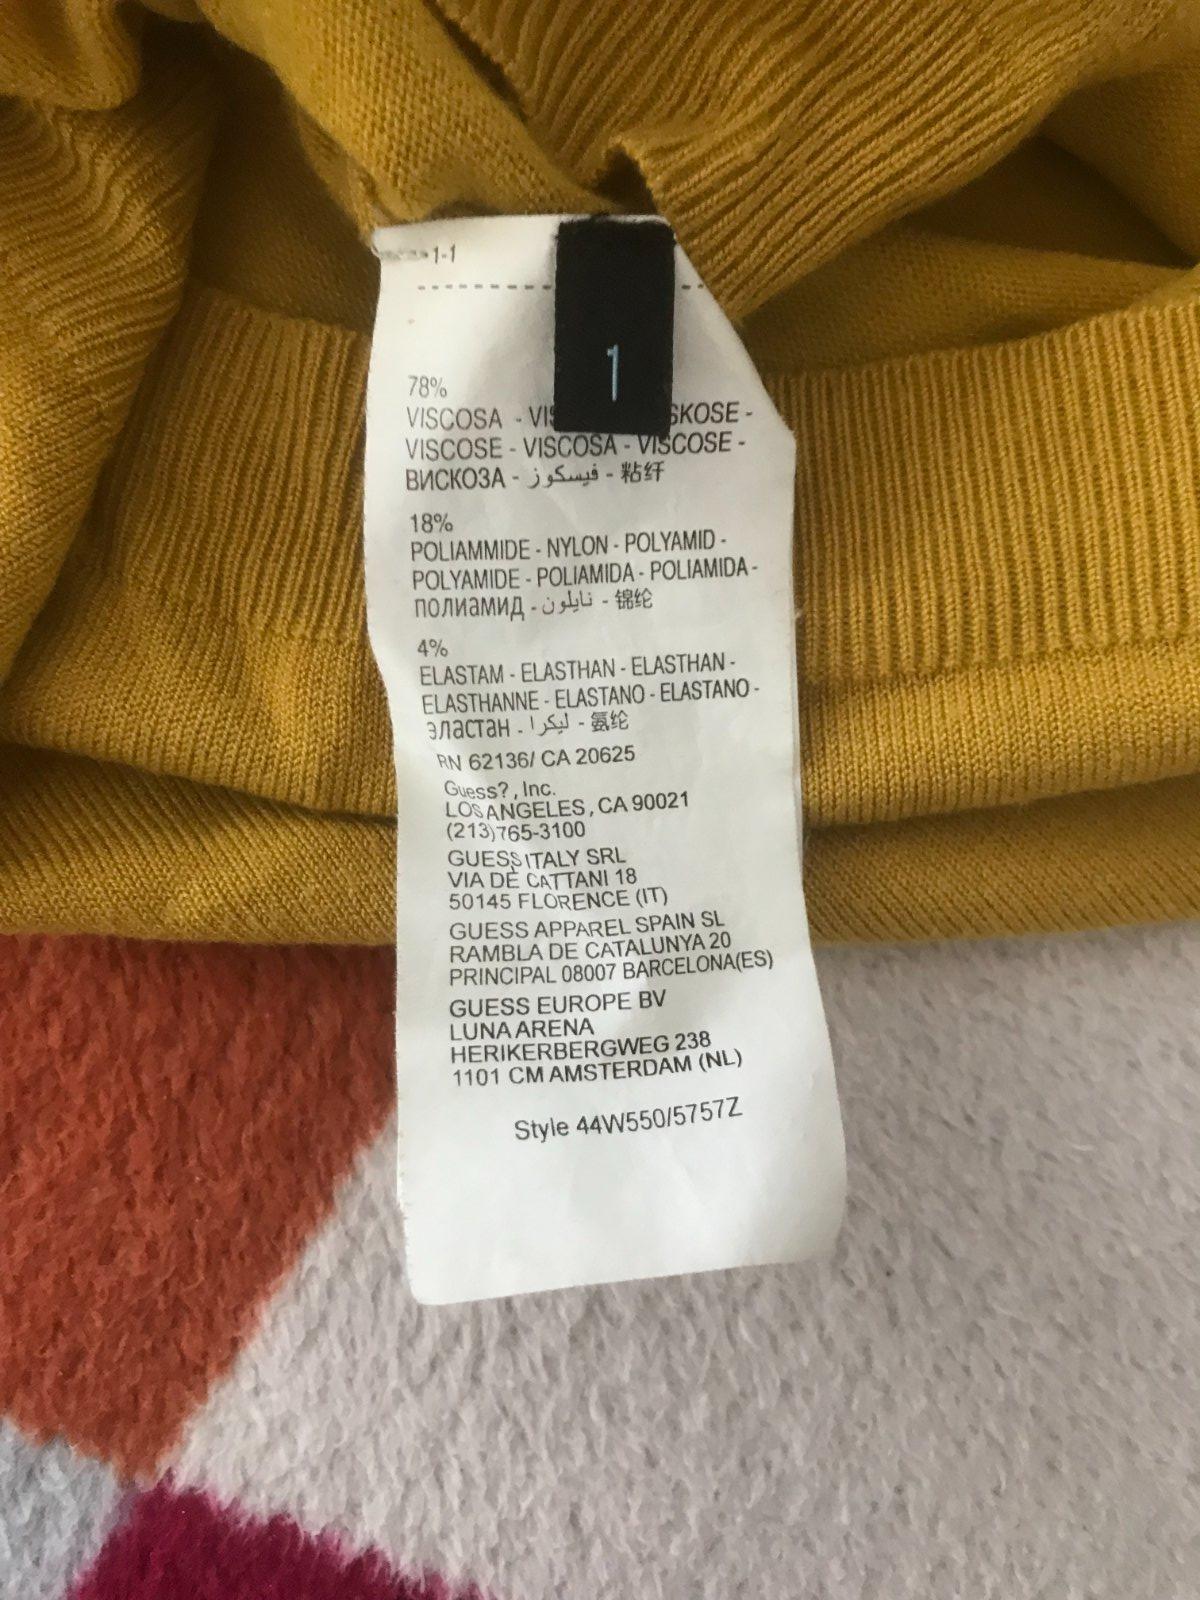 1-1
1
78%
VISCOSA - VIS SKOSE -
VISCOSE - VISCOSA - VISCOSE -
ВИСКОЗА - فيسكوز - 粘纤
18%
POLIAMMIDE - NYLON - POLYAMID -
POLYAMIDE - POLIAMIDA - POLIAMIDA -
ПОЛИАМИД - نايلون - 锦纶
4%
ELASTAM - ELASTHAN - ELASTHAN -
ELASTHANNE - ELASTANO - ELASTANO -
эластан - ليكرا - 氨纶
RN 62136/ CA 20625
Guess? , Inc.
LOS ANGELES , CA 90021
(213)765-3100
GUESS ITALY SRL
VIA DE CATTANI 18
50145 FLORENCE (IT)
GUESS APPAREL SPAIN SL
RAMBLA DE CATALUNYA 20
PRINCIPAL 08007 BARCELONA(ES)
GUESS EUROPE BV
LUNA ARENA
HERIKERBERGWEG 238
1101 CM AMSTERDAM (NL)
Style 44W550/5757Z